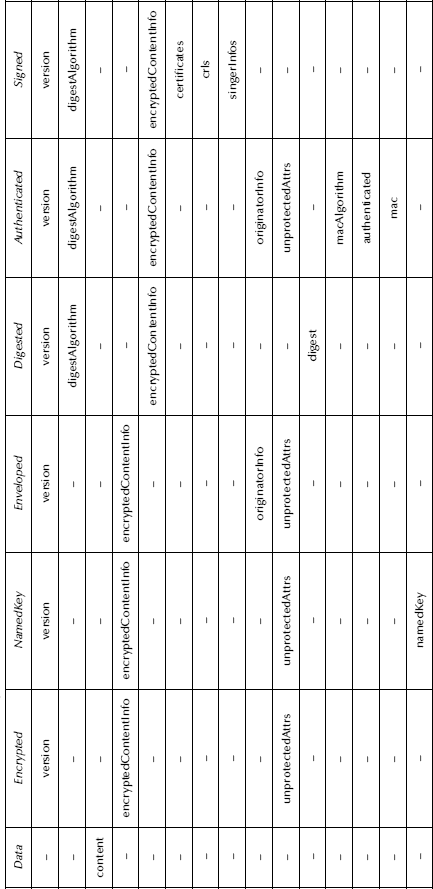 Data Encrypted NamedKey Enveloped Digested Authenticated Signed
– version version version version version version
– – – – digestAlgorithm digestAlgorithm digestAlgorithm
content – – – – – –
– encryptedContentInfo encryptedContentInfo encryptedContentInfo – – –
– – – – encryptedContentInfo encryptedContentInfo encryptedContentInfo
– – – – – – certificates
– – – – – – crls
– – – – – – singerInfos
– – – originatorInfo – originatorInfo –
– unprotectedAttrs unprotectedAttrs unprotectedAttrs – unprotectedAttrs –
– – – – digest – –
– – – – – macAlgorithm –
– – – – – authenticated –
– – – – – mac –
– – namedKey – – – –